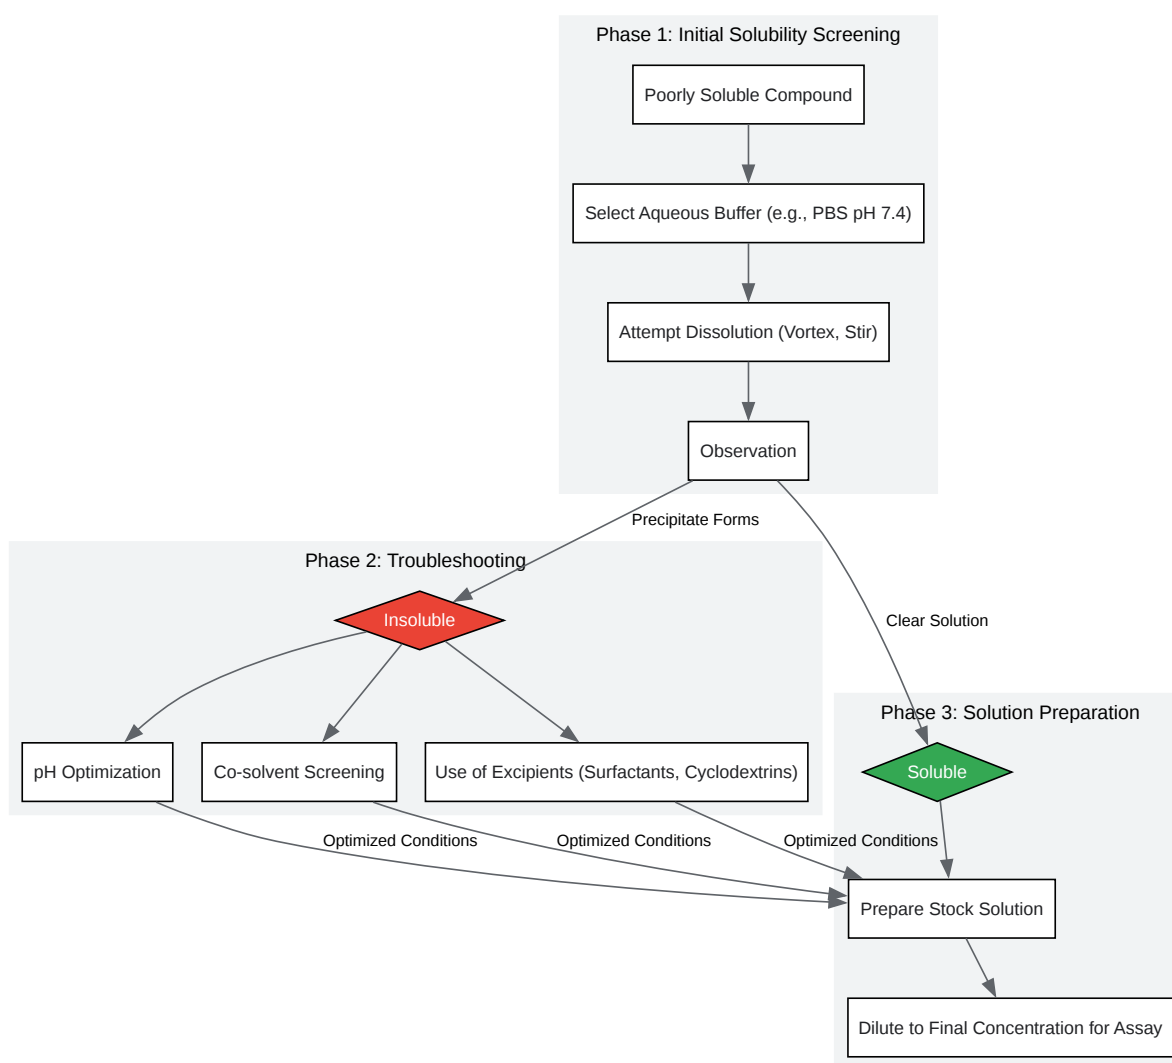 Phase 1: Initial Solubility Screening
Poorly Soluble Compound
Select Aqueous Buffer (e.g., PBS pH 7.4)
Attempt Dissolution (Vortex, Stir)
Observation
Precipitate Forms
Phase 2: Troubleshooting
Insoluble
Clear Solution
Phase 3: Solution Preparation
pH Optimization
Co-solvent Screening
Use of Excipients (Surfactants, Cyclodextrins)
Soluble
Optimized Conditions
Optimized Conditions
Optimized Conditions
Prepare Stock Solution
Dilute to Final Concentration for Assay